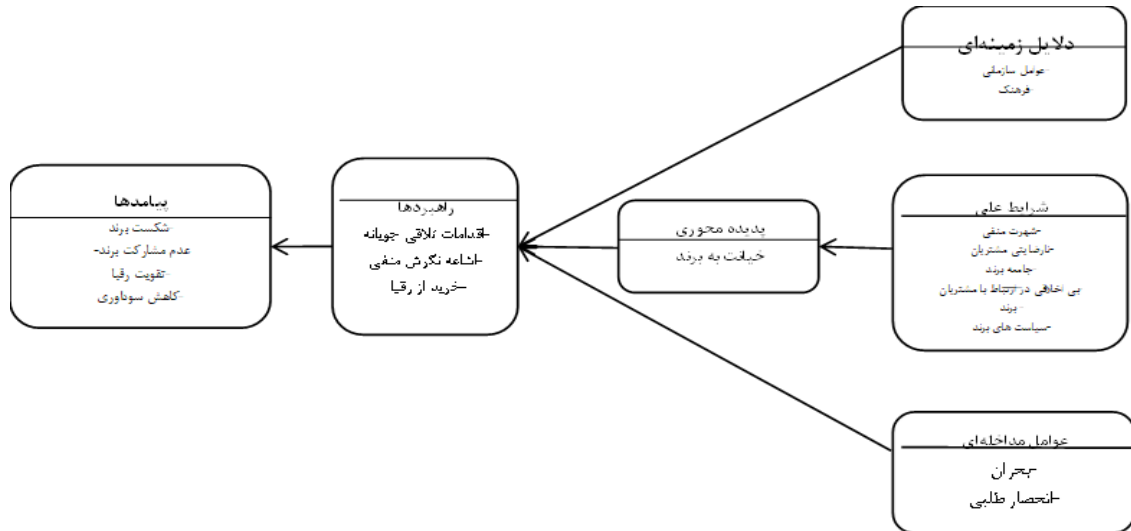 دلایل زمینه‌ای
-عوامل سازمانی
-فرهنگ
شرایط علی
-شهرت منفی
-نارضایتی مشتریان
-جامعه برند
-بی اخلاقی در ارتباط با مشتریان
-برند
-سیاست های برند
عوامل مداخله‌ای
-بحران
-انحصار طلبی
پدیده محوری
خیانت به برند
راهبردها
-اقدامات تلافی جویانه
-اشاعه نگرش منفی
-خرید از رقبا
پیامدها
-شکست برند
عدم مشارکت برند-
-تقویت رقبا
-کاهش سوداوری